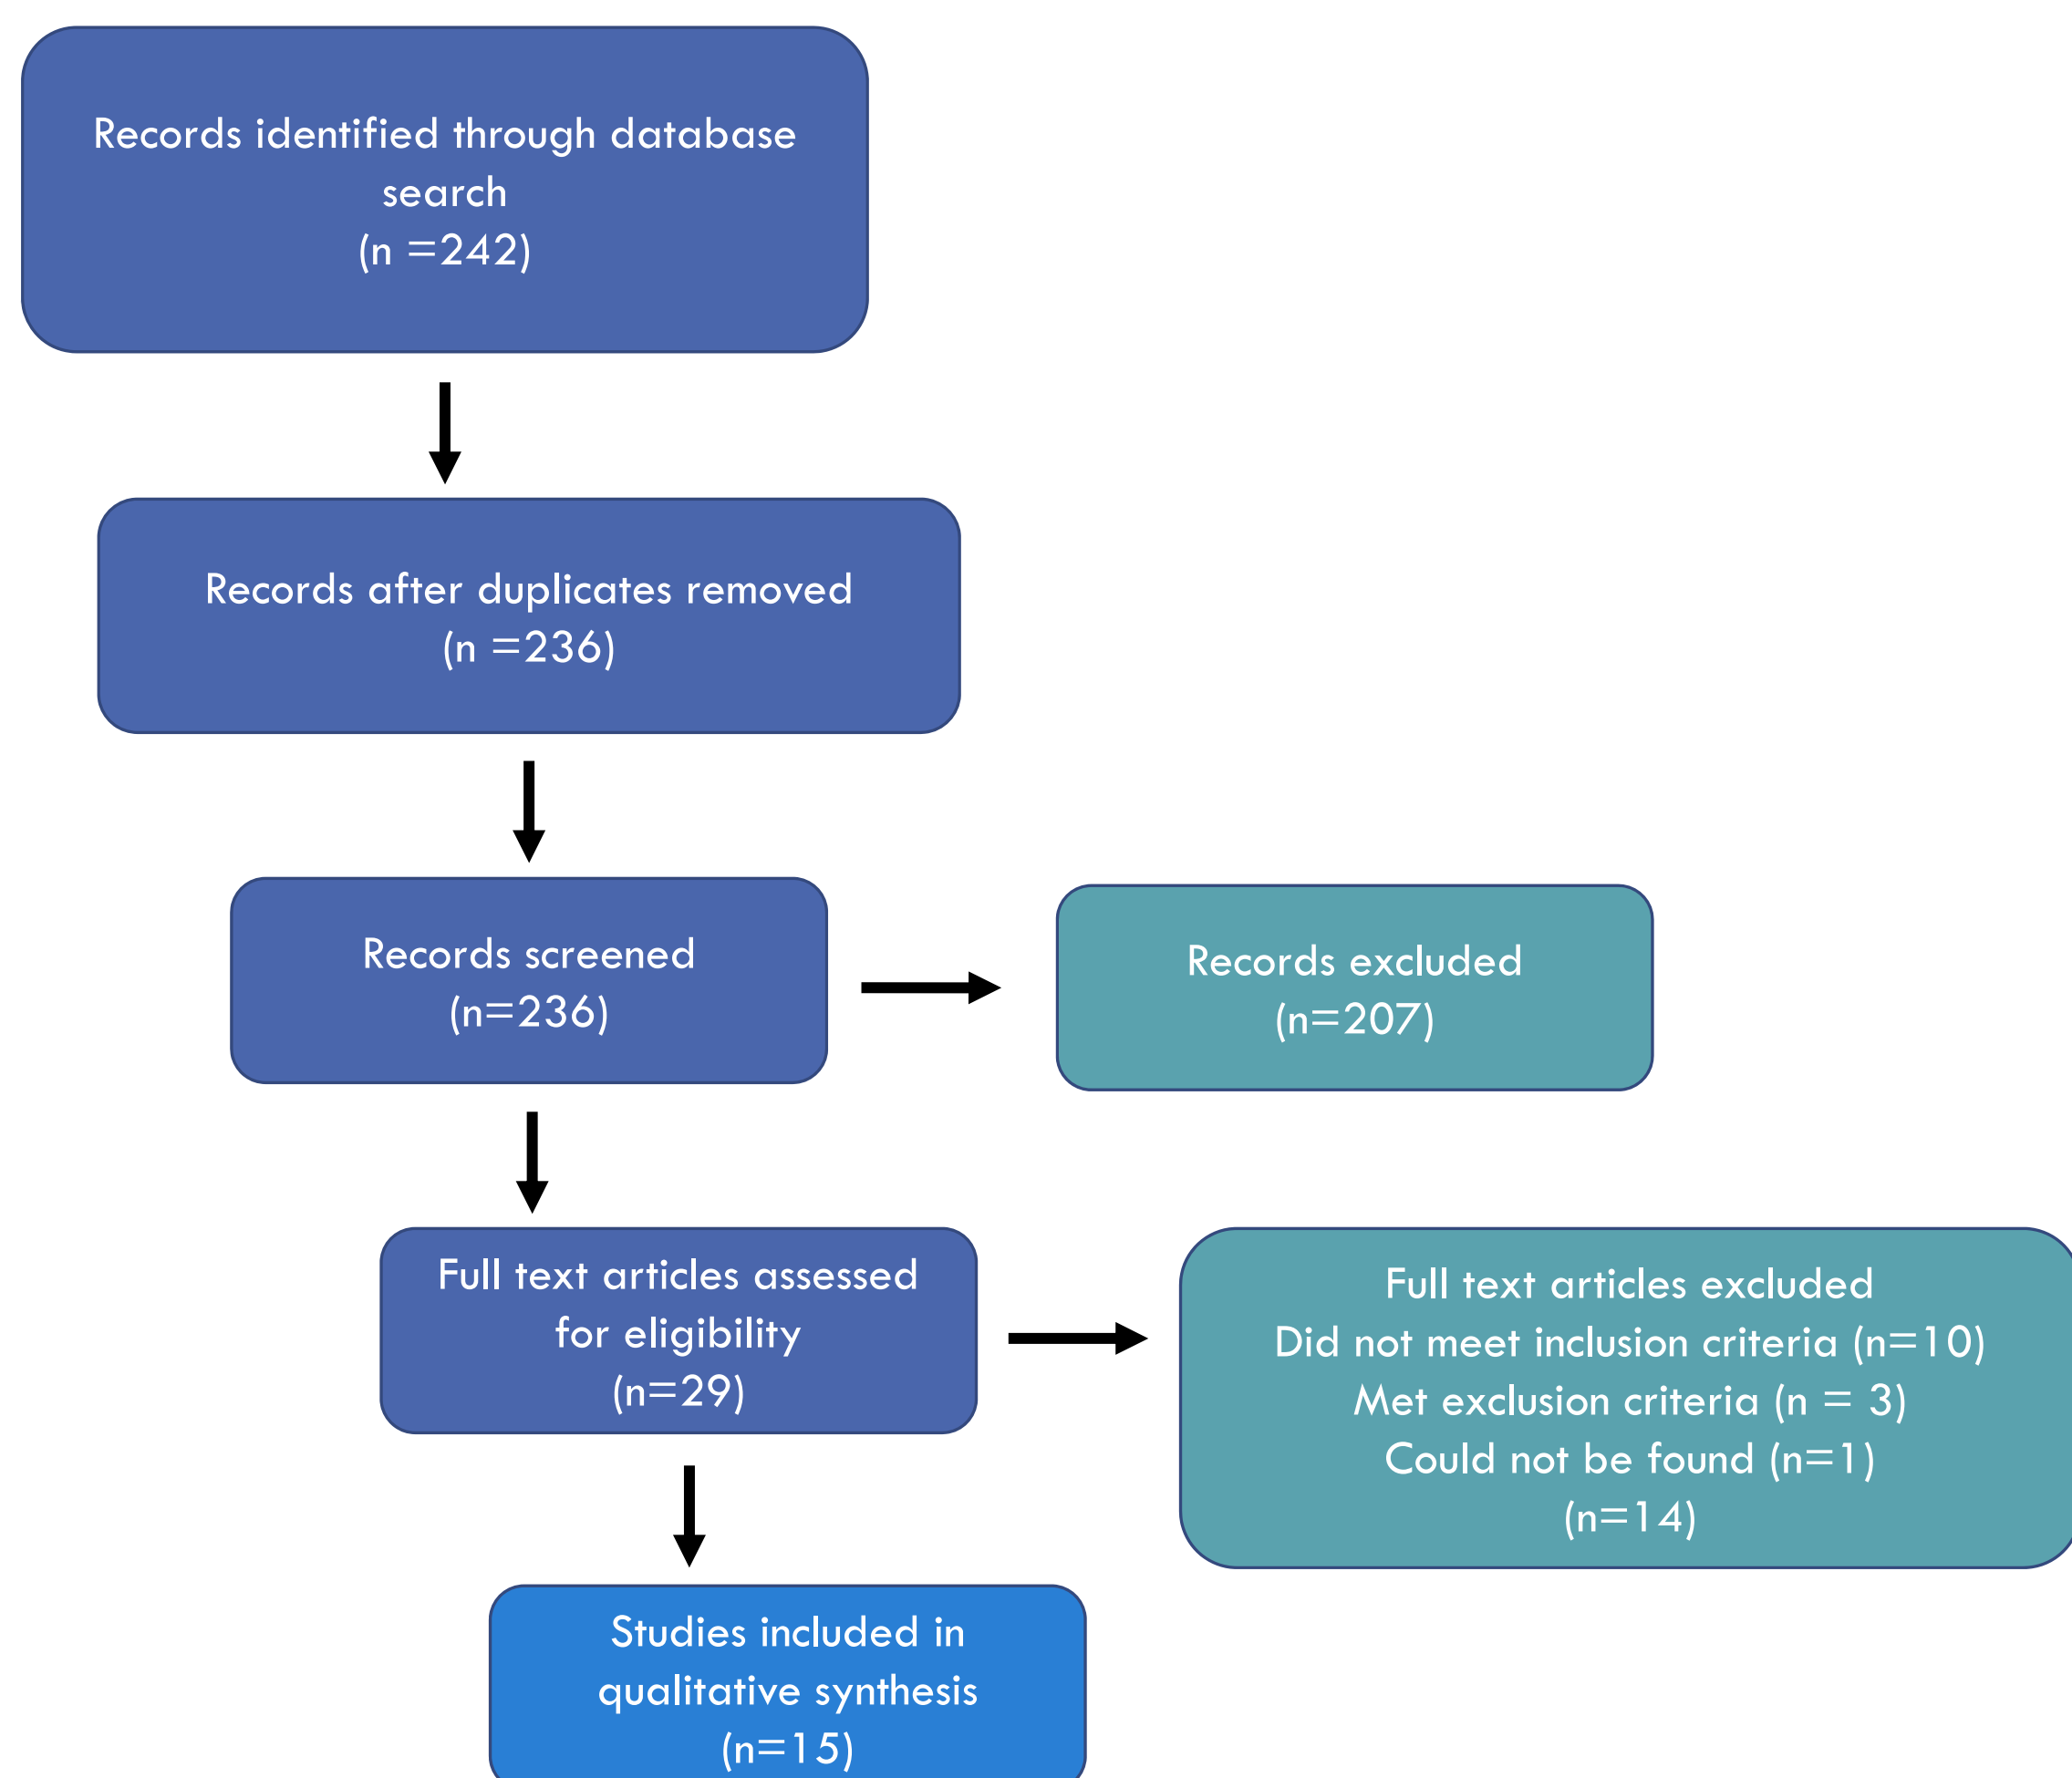 Records identified through database
search
(n =242)
Records after duplicates removed
(n =236)
Records screened
(n=236)
Records excluded
(n=207)
Full text articles assessed
for eligibility
(n=29)
Full text articles excluded
Did not meet inclusion criteria (n=10)
Met exclusion criteria (n = 3)
Could not be found (n=1)
(n=14)
Studies included in
qualitative synthesis
(n=15)